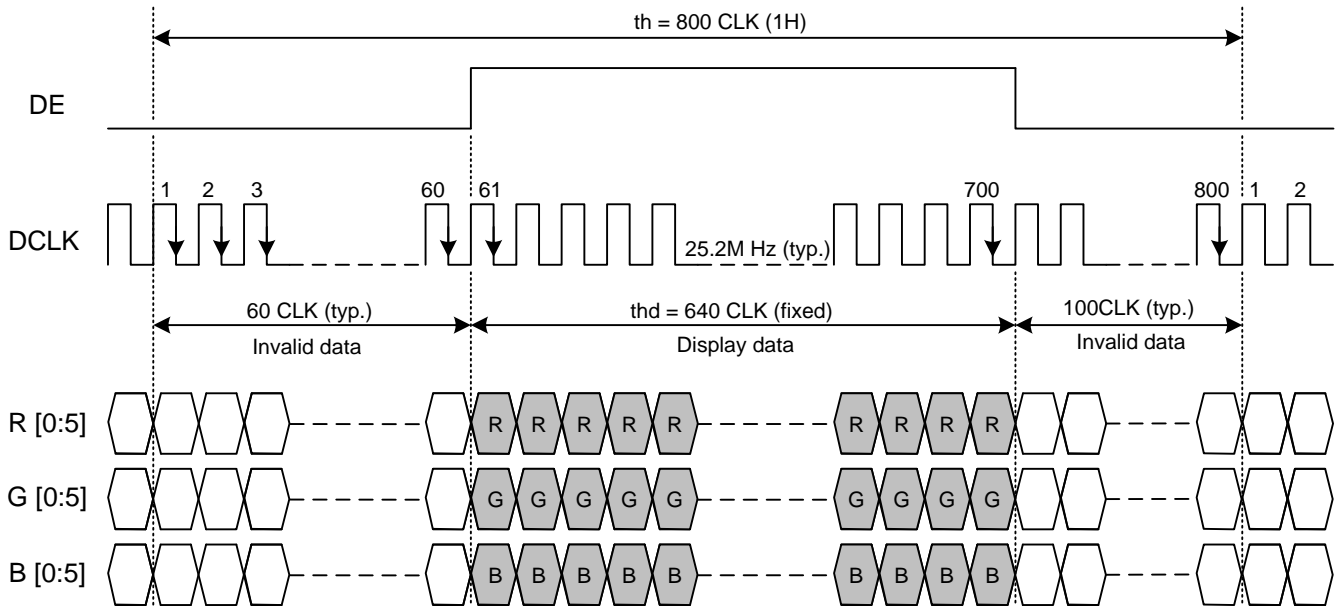 th = 800 CLK (1H)
DE
1 2 3 60 61 700 800 1 2
DCLK
25.2M Hz (typ.)
60 CLK (typ.) thd = 640 CLK (fixed) 100CLK (typ.)
Invalid data Display data Invalid data
R [0:5] R R R R R R R R R
G [0:5] G G G G G G G G G
B [0:5] B B B B B B B B B